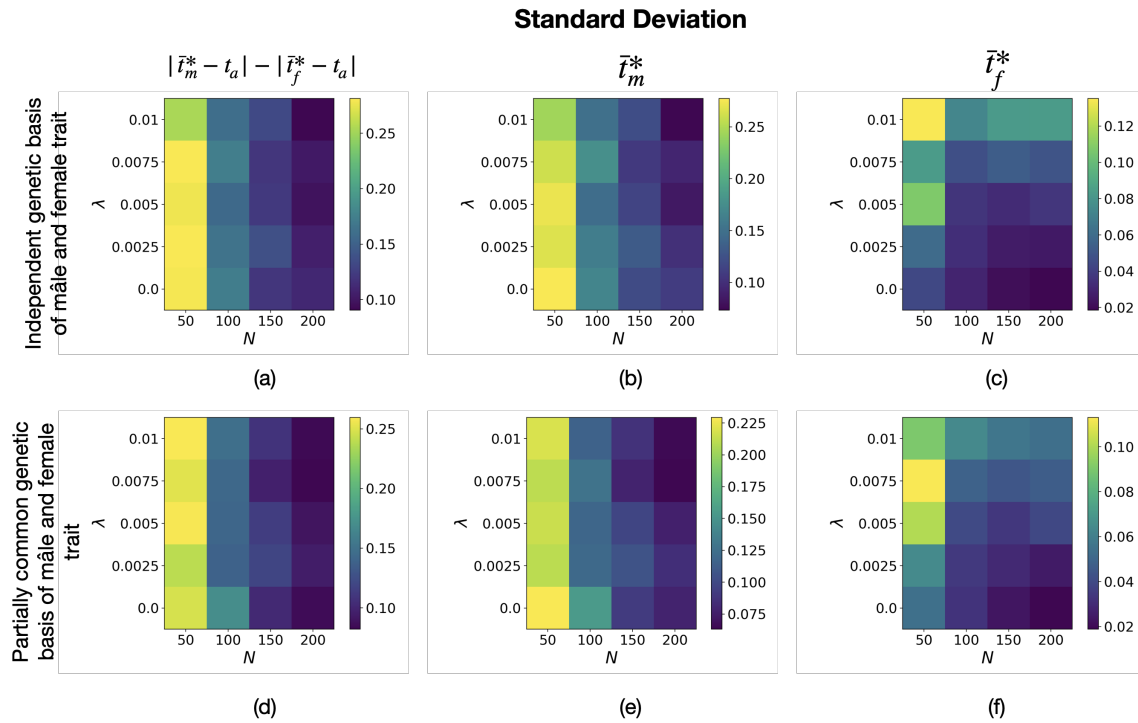 Standard Deviation
| t̄*ₘ − tₐ | − | t̄*_f − tₐ |
t̄*ₘ
t̄*_f
Independent genetic basis
of mâle and female trait
λ
0.01
0.0075
0.005
0.0025
0.0
50 100 150 200
N
0.25
0.20
0.15
0.10
(a)
λ
0.01
0.0075
0.005
0.0025
0.0
50 100 150 200
N
0.25
0.20
0.15
0.10
(b)
λ
0.01
0.0075
0.005
0.0025
0.0
50 100 150 200
N
0.12
0.10
0.08
0.06
0.04
0.02
(c)
Partially common genetic
basis of mâle and female
trait
λ
0.01
0.0075
0.005
0.0025
0.0
50 100 150 200
N
0.25
0.20
0.15
0.10
(d)
λ
0.01
0.0075
0.005
0.0025
0.0
50 100 150 200
N
0.225
0.200
0.175
0.150
0.125
0.100
0.075
(e)
λ
0.01
0.0075
0.005
0.0025
0.0
50 100 150 200
N
0.10
0.08
0.06
0.04
0.02
(f)